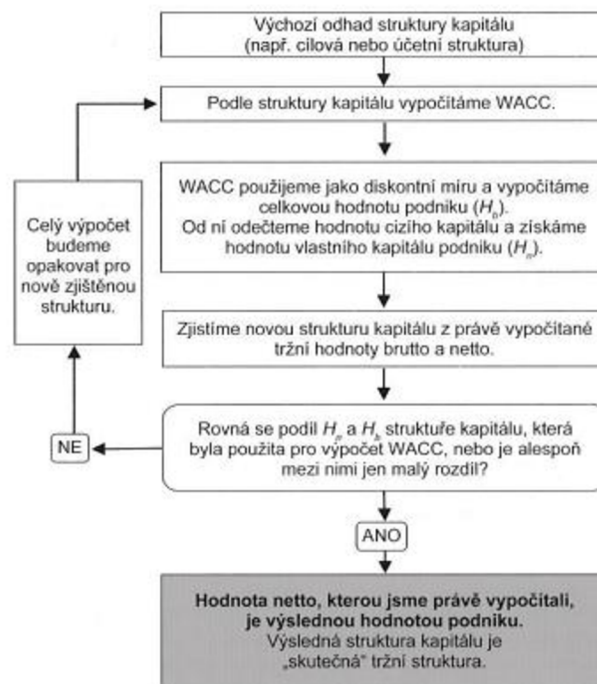 Výchozí odhad struktury kapitálu
(např. cílová nebo účetní struktura)
Podle struktury kapitálu vypočítáme WACC.
WACC použijeme jako diskontní míru a vypočítáme
celkovou hodnotu podniku (Hb).
Od ní odečteme hodnotu cizího kapitálu a získáme
hodnotu vlastního kapitálu podniku (Hn).
Celý výpočet
budeme
opakovat pro
nově zjištěnou
strukturu.
Zjistíme novou strukturu kapitálu z právě vypočítané
tržní hodnoty brutto a netto.
Rovná se podíl Hn a Hb struktuře kapitálu, která
byla použita pro výpočet WACC, nebo je alespoň
mezi nimi jen malý rozdíl?
NE
ANO
Hodnota netto, kterou jsme právě vypočítali,
je výslednou hodnotou podniku.
Výsledná struktura kapitálu je
„skutečná“ tržní struktura.